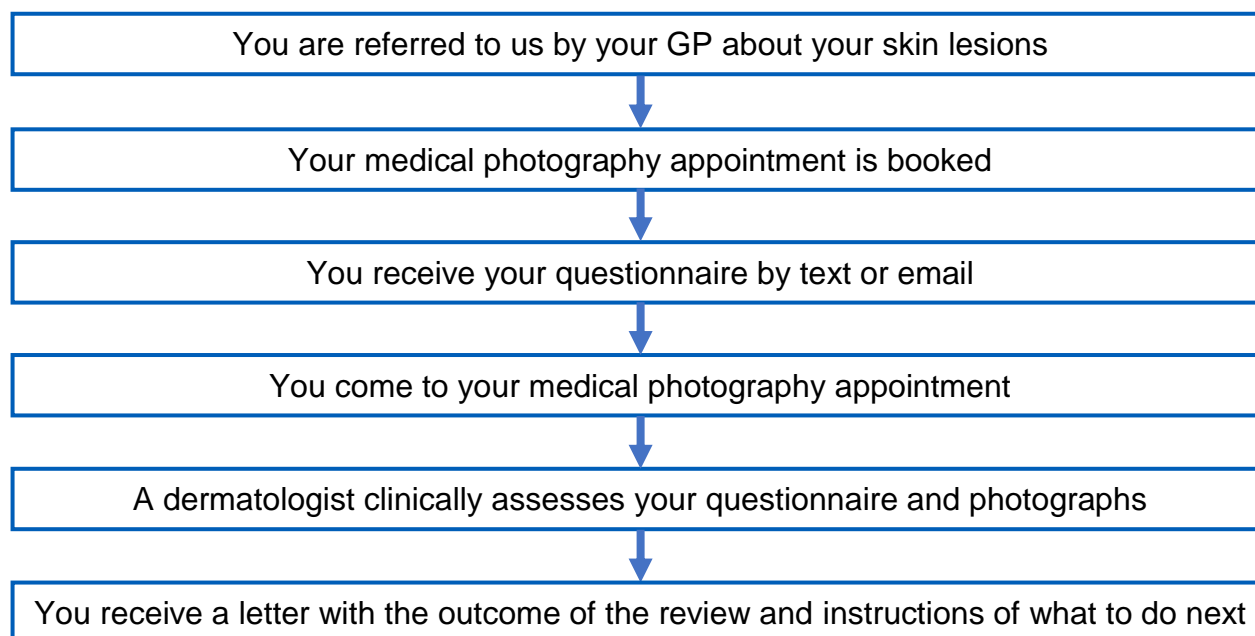 You are referred to us by your GP about your skin lesions
Your medical photography appointment is booked
You receive your questionnaire by text or email
You come to your medical photography appointment
A dermatologist clinically assesses your questionnaire and photographs
You receive a letter with the outcome of the review and instructions of what to do next